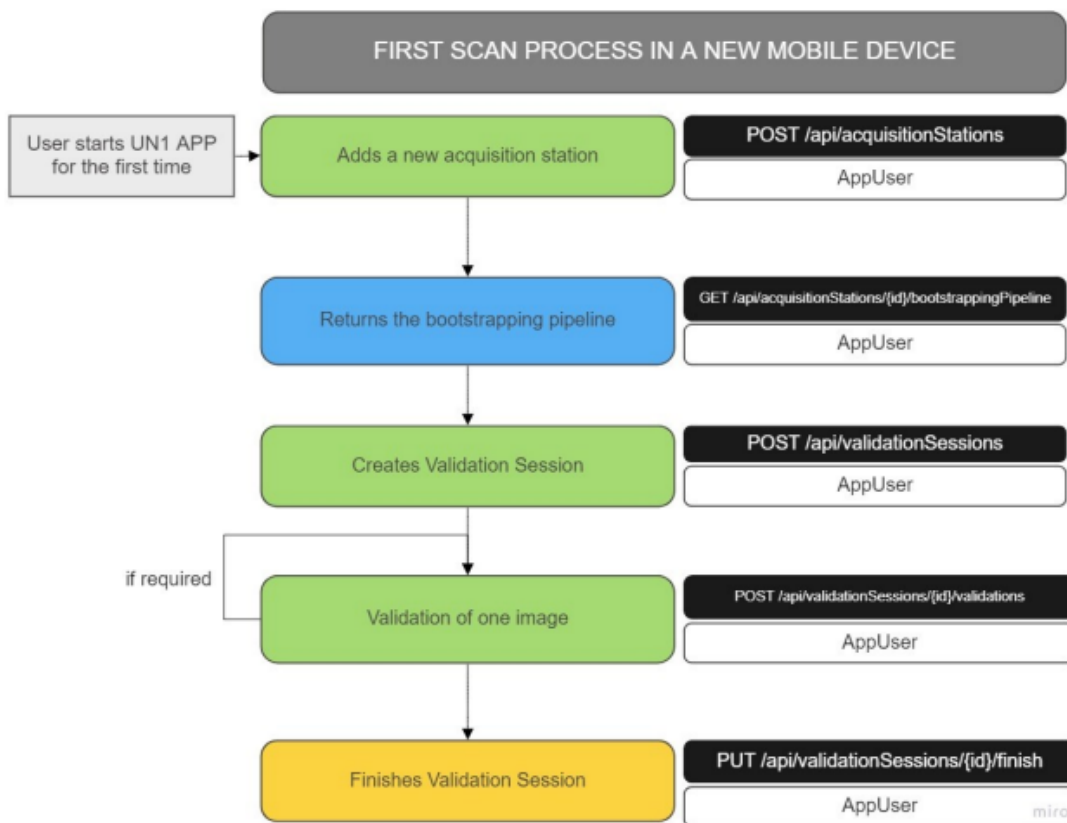 FIRST SCAN PROCESS IN A NEW MOBILE DEVICE
User starts UN1 APP
for the first time
Adds a new acquisition station
POST /api/acquisitionStations
AppUser
Returns the bootstrapping pipeline
GET /api/acquisitionStations/{id}/bootstrappingPipeline
AppUser
Creates Validation Session
POST /api/validationSessions
AppUser
if required
Validation of one image
POST /api/validationSessions/{id}/validations
AppUser
Finishes Validation Session
PUT /api/validationSessions/{id}/finish
AppUser
miro